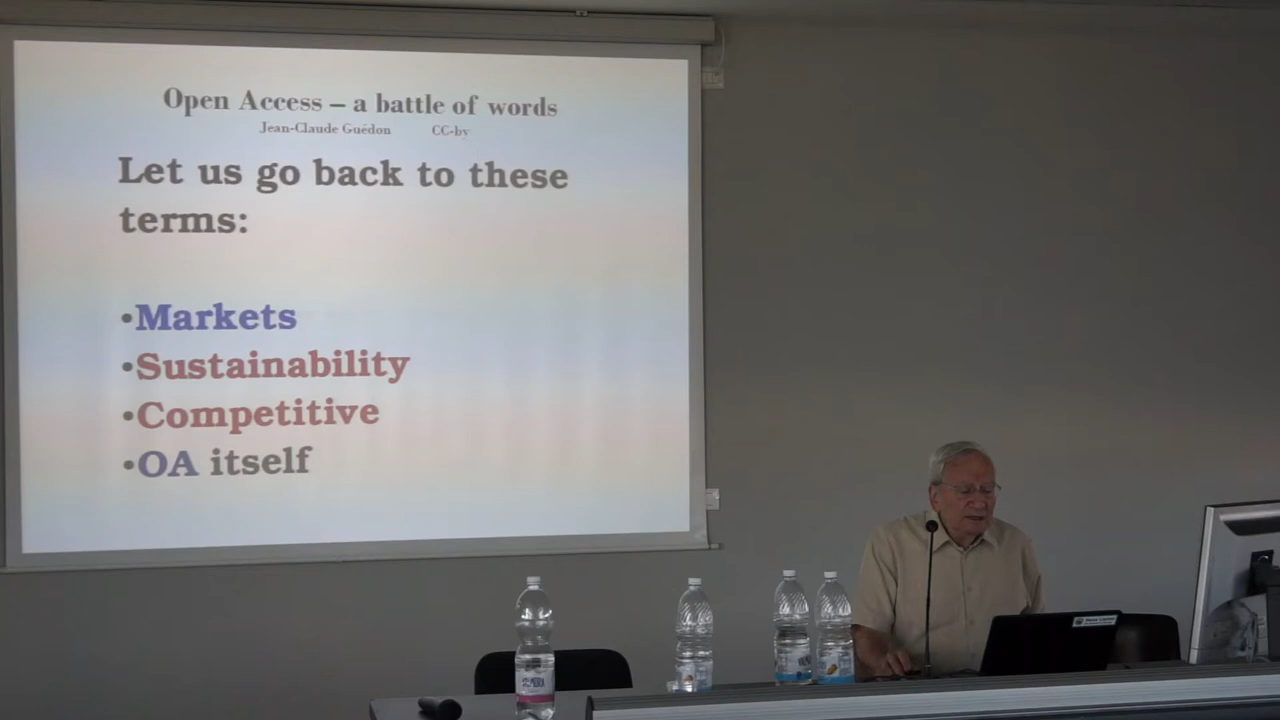 Open Access – a battle of words
Jean-Claude Guédon CC-by
Let us go back to these
terms:
•Markets
•Sustainability
•Competitive
•OA itself